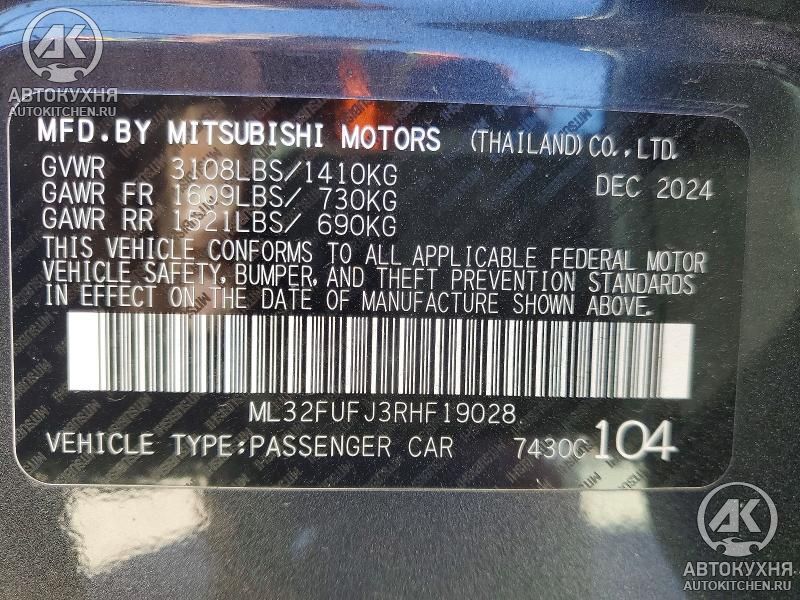 AK
АВТОКУХНЯ
AUTOKITCHEN.RU
MFD.BY MITSUBISHI MOTORS (THAILAND)CO.,LTD.
GVWR 3108LBS/1410KG
DEC 2024
GAWR FR 1609LBS/ 730KG
GAWR RR 1521LBS/ 690KG
THIS VEHICLE CONFORMS TO ALL APPLICABLE FEDERAL MOTOR
VEHICLE SAFETY, BUMPER, AND THEFT PREVENTION STANDARDS
IN EFFECT ON THE DATE OF MANUFACTURE SHOWN ABOVE.
ML32FUFJ3RHF19028
VEHICLE TYPE:PASSENGER CAR 7430C 104
AK
АВТОКУХНЯ
AUTOKITCHEN.RU